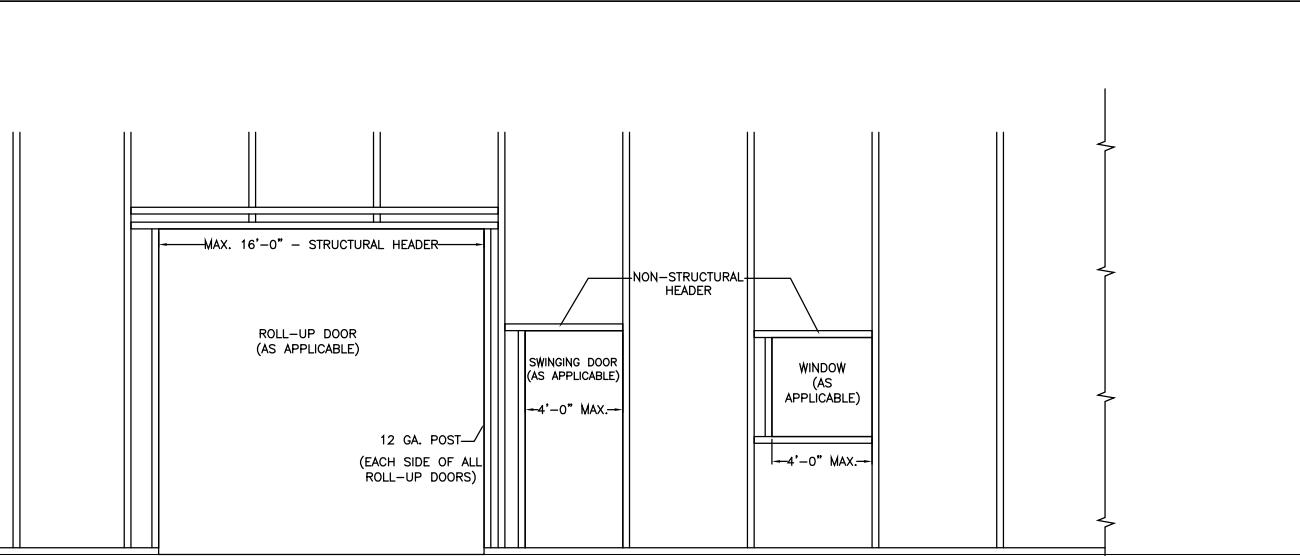 MAX. 16'-0" - STRUCTURAL HEADER
NON-STRUCTURAL
HEADER
ROLL-UP DOOR
(AS APPLICABLE)
SWINGING DOOR
(AS APPLICABLE)
WINDOW
(AS
APPLICABLE)
4'-0" MAX.
12 GA. POST
(EACH SIDE OF ALL
ROLL-UP DOORS)
4'-0" MAX.